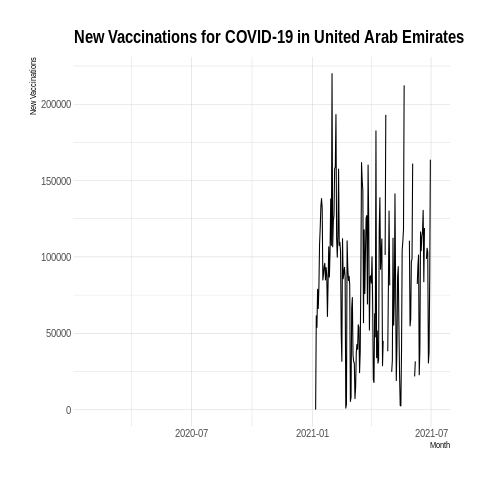 New Vaccinations for COVID-19 in United Arab Emirates
New Vaccinations
200000
150000
100000
50000
0
2020-07
2021-01
2021-07
Month